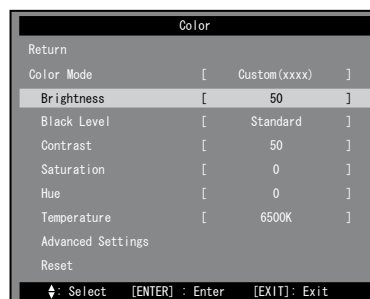 Color
Return
Color Mode [ Custom(xxxx) ]
Brightness [ 50 ]
Black Level [ Standard ]
Contrast [ 50 ]
Saturation [ 0 ]
Hue [ 0 ]
Temperature [ 6500K ]
Advanced Settings
Reset
: Select [ENTER] : Enter [EXIT]: Exit